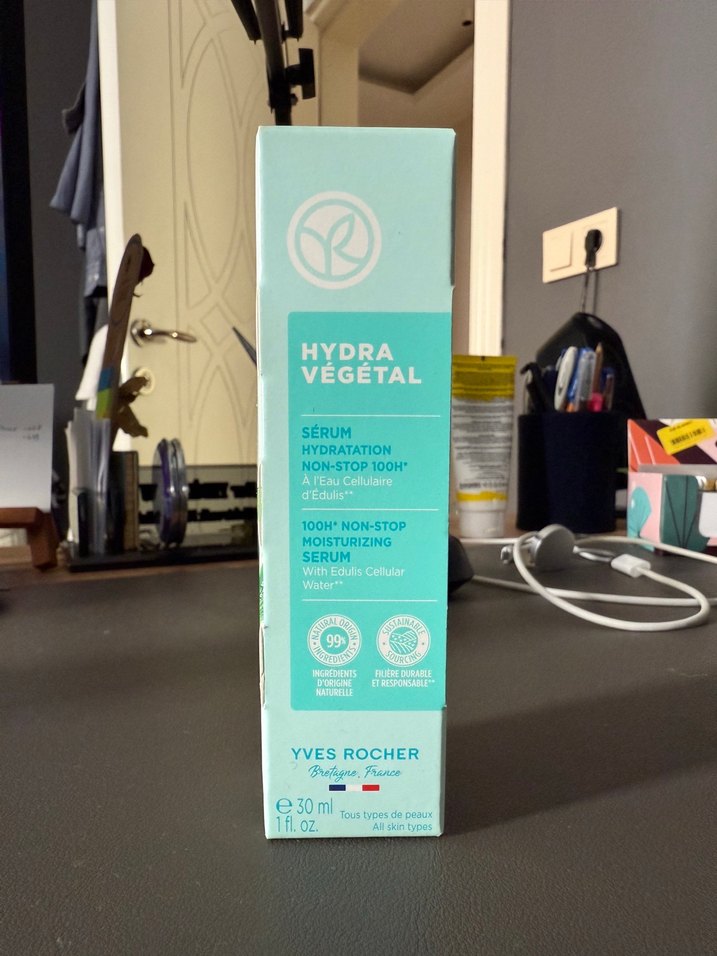 HYDRA
VÉGÉTAL
SÉRUM
HYDRATATION
NON-STOP 100H*
À l'Eau Cellulaire
d'Édulis**
100H* NON-STOP
MOISTURIZING
SERUM
With Edulis Cellular
Water**
NATURAL ORIGIN
99%
INGREDIENTS
SUSTAINABLE
SOURCING
INGRÉDIENTS
D'ORIGINE
NATURELLE
FILIÈRE DURABLE
ET RESPONSABLE**
YVES ROCHER
Bretagne, France
℮ 30 ml
1 fl. oz.
Tous types de peaux
All skin types